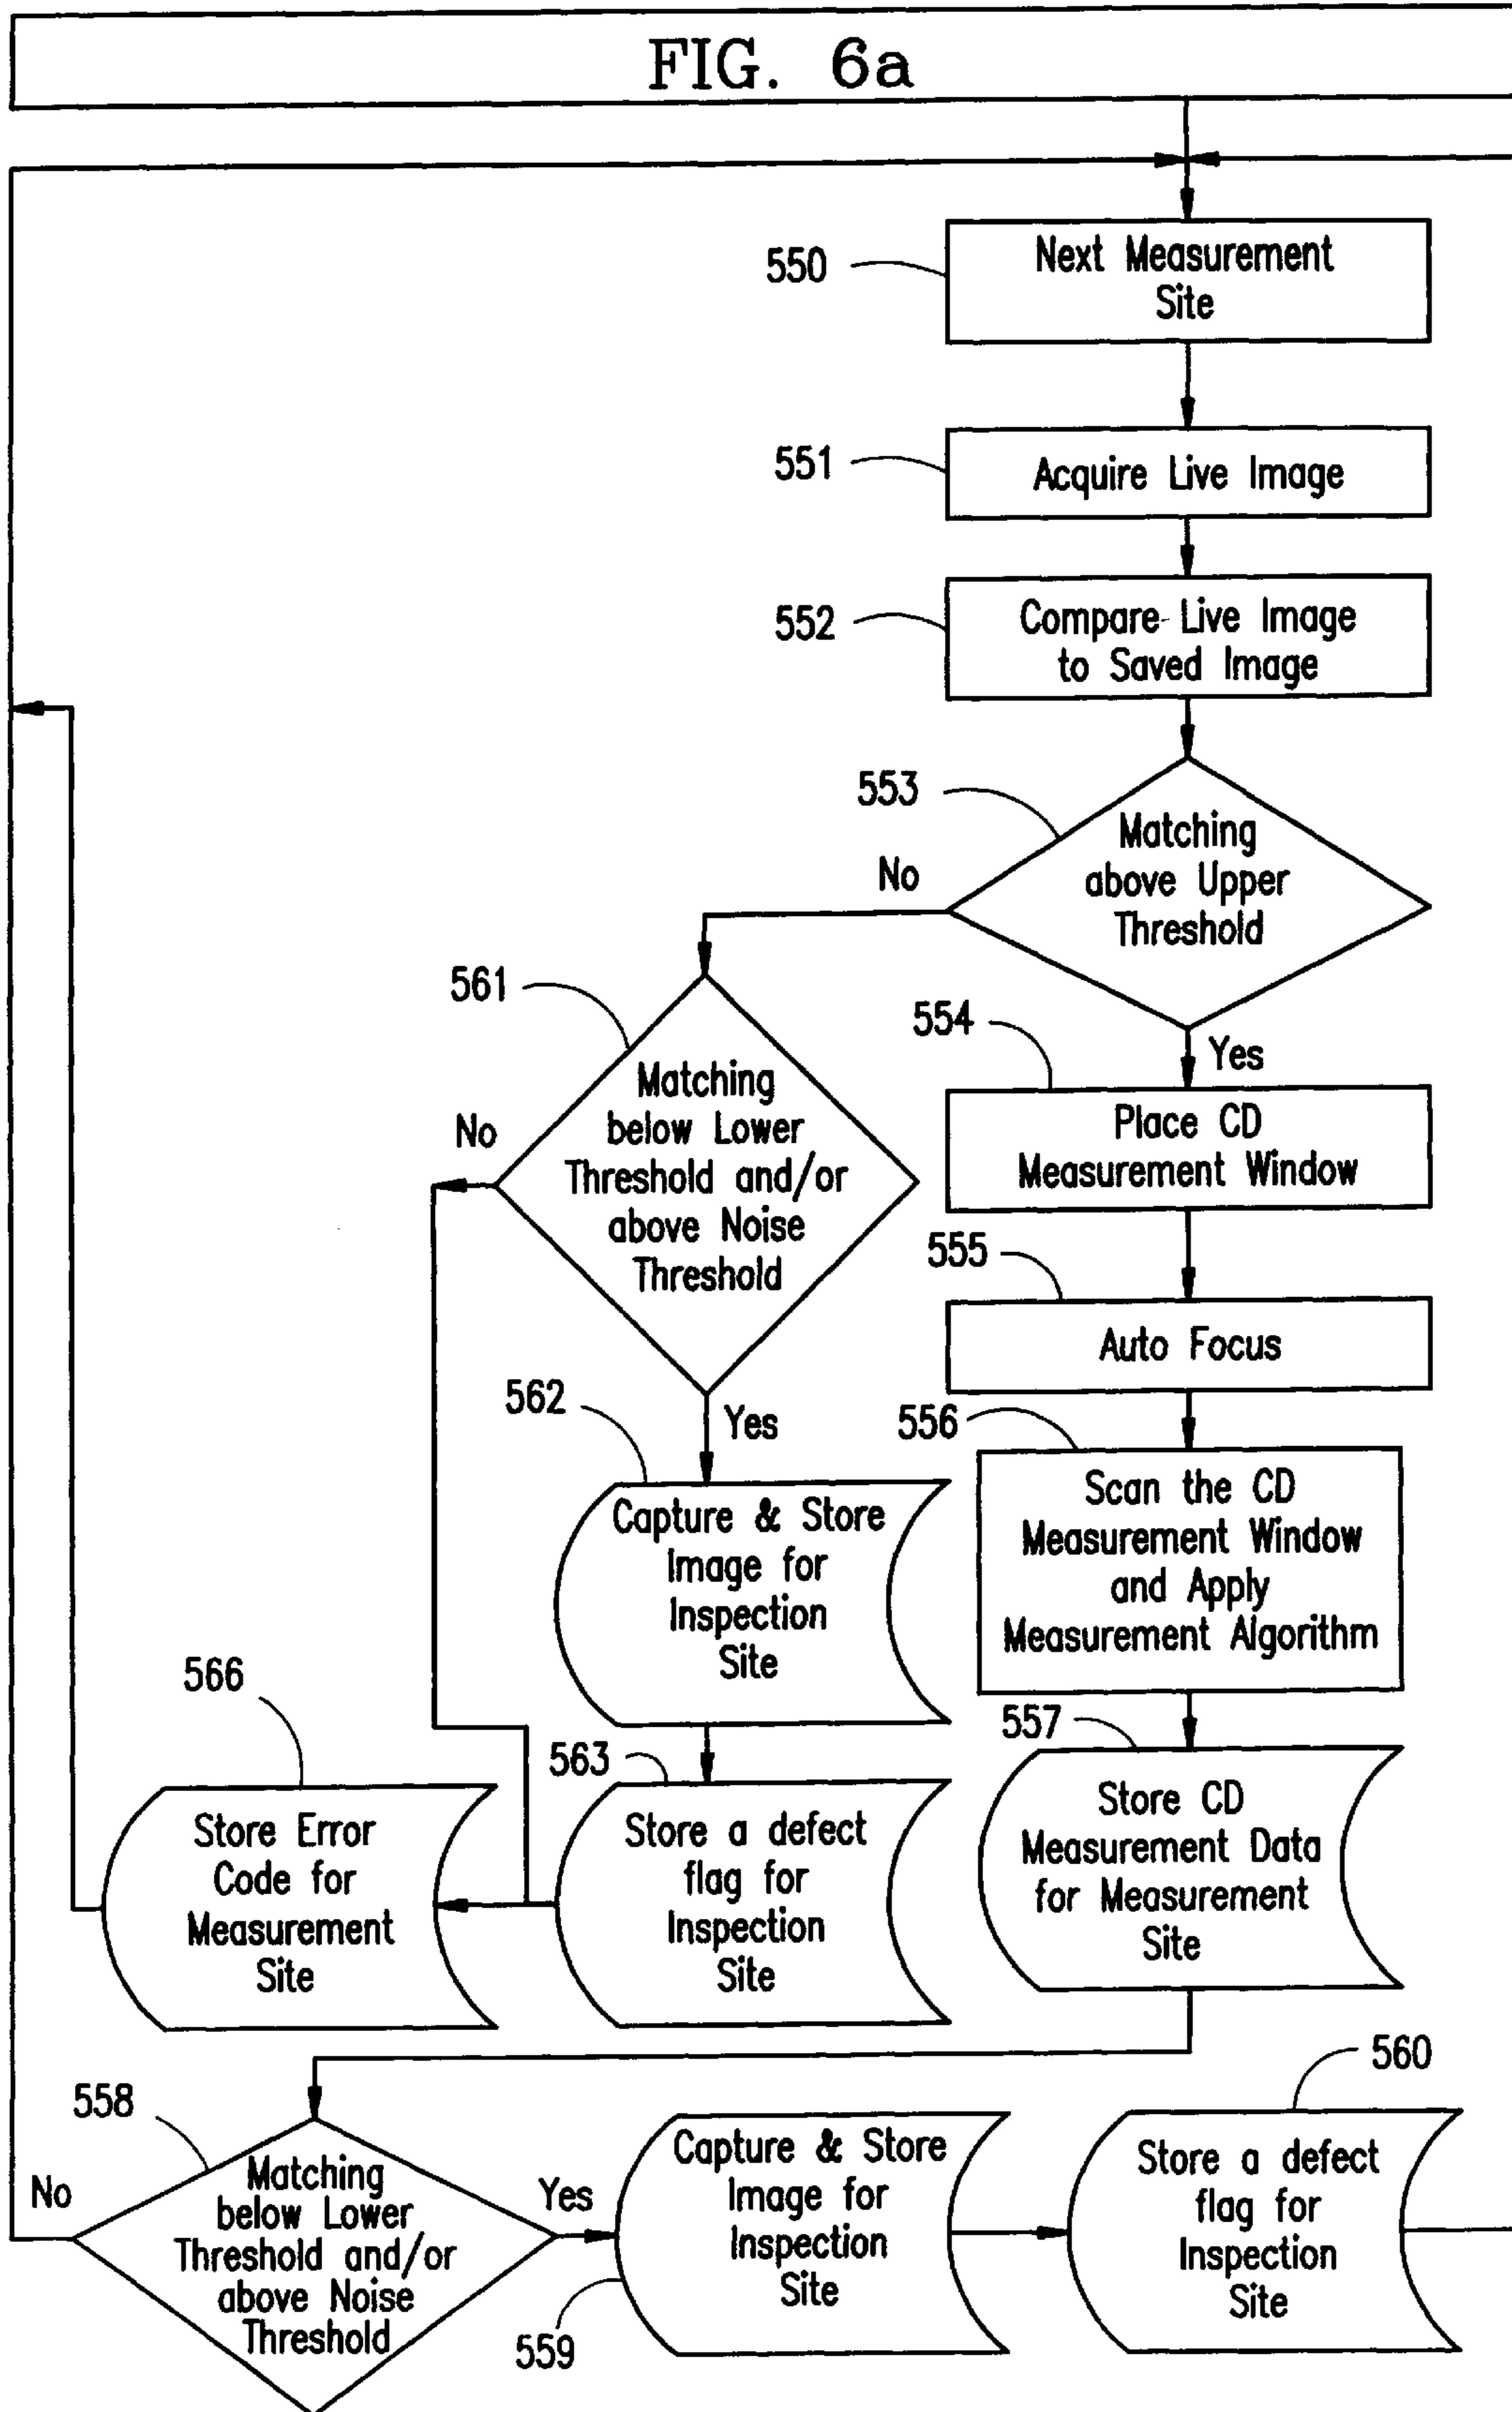 FIG. 6a
550
Next Measurement
Site
551
Acquire Live Image
552
Compare Live Image
to Saved Image
553
Matching
above Upper
Threshold
No
Yes
561
Matching
below Lower
Threshold and/or
above Noise
Threshold
No
Yes
554
Place CD
Measurement Window
555
Auto Focus
556
Scan the CD
Measurement Window
and Apply
Measurement Algorithm
562
Capture & Store
Image for
Inspection
Site
566
Store Error
Code for
Measurement
Site
563
Store a defect
flag for
Inspection
Site
557
Store CD
Measurement Data
for Measurement
Site
558
Matching
below Lower
Threshold and/or
above Noise
Threshold
No
Yes
559
Capture & Store
Image for
Inspection
Site
560
Store a defect
flag for
Inspection
Site